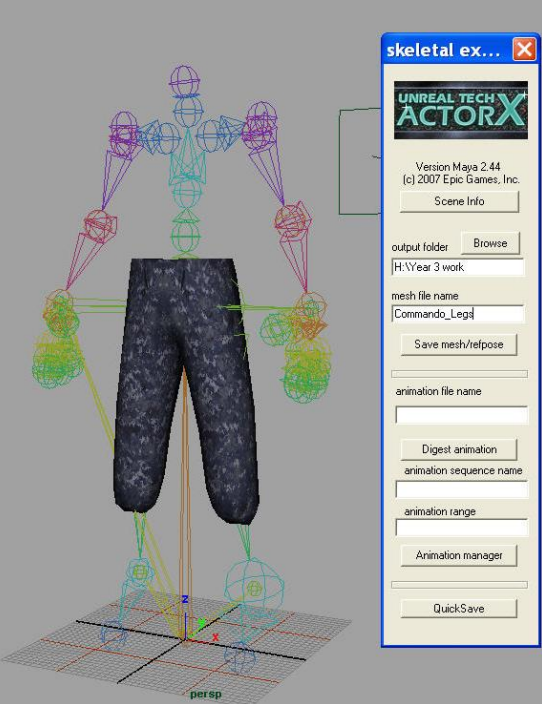 skeletal ex...
UNREAL TECH
ACTORX
Version Maya 2.44
(c) 2007 Epic Games, Inc.
Scene Info
output folder
Browse
H:\Year 3 work
mesh file name
Commando_Legs
Save mesh/refpose
animation file name
Digest animation
animation sequence name
animation range
Animation manager
QuickSave
z
y
x
persp